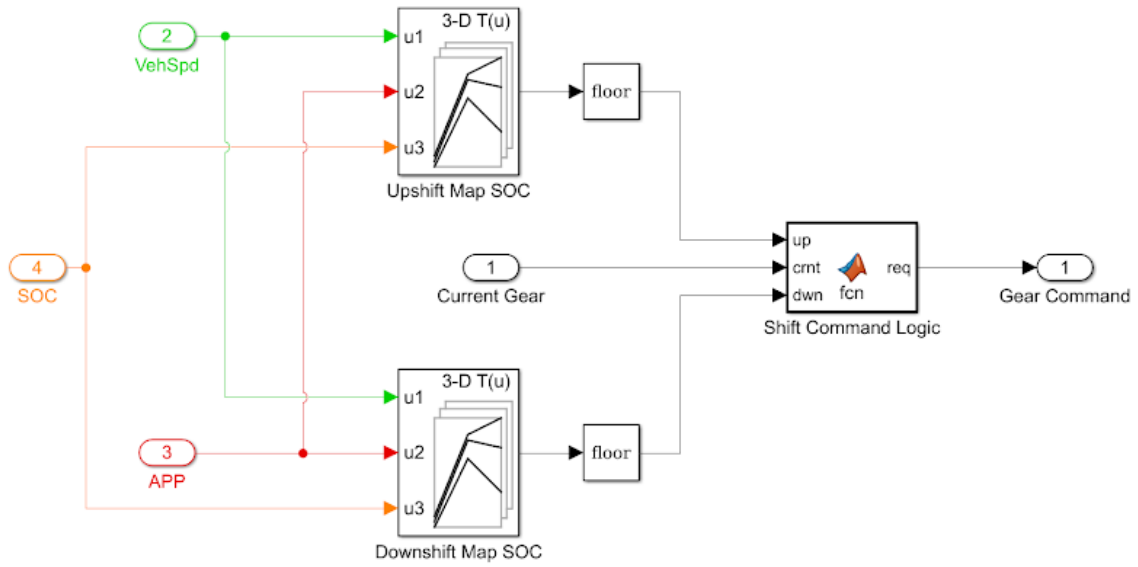 2
VehSpd
3-D T(u)
u1
u2
u3
Upshift Map SOC
floor
4
SOC
1
Current Gear
up
crnt
dwn
req
fcn
Shift Command Logic
1
Gear Command
3
APP
3-D T(u)
u1
u2
u3
Downshift Map SOC
floor